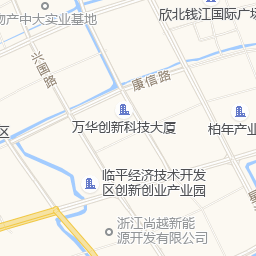 物产中大实业基地
欣北钱江国际广场
兴国路
康信路
万华创新科技大厦
柏年产业
区
临平经济技术开发
区创新创业产业园
浙江尚越新能
源开发有限公司